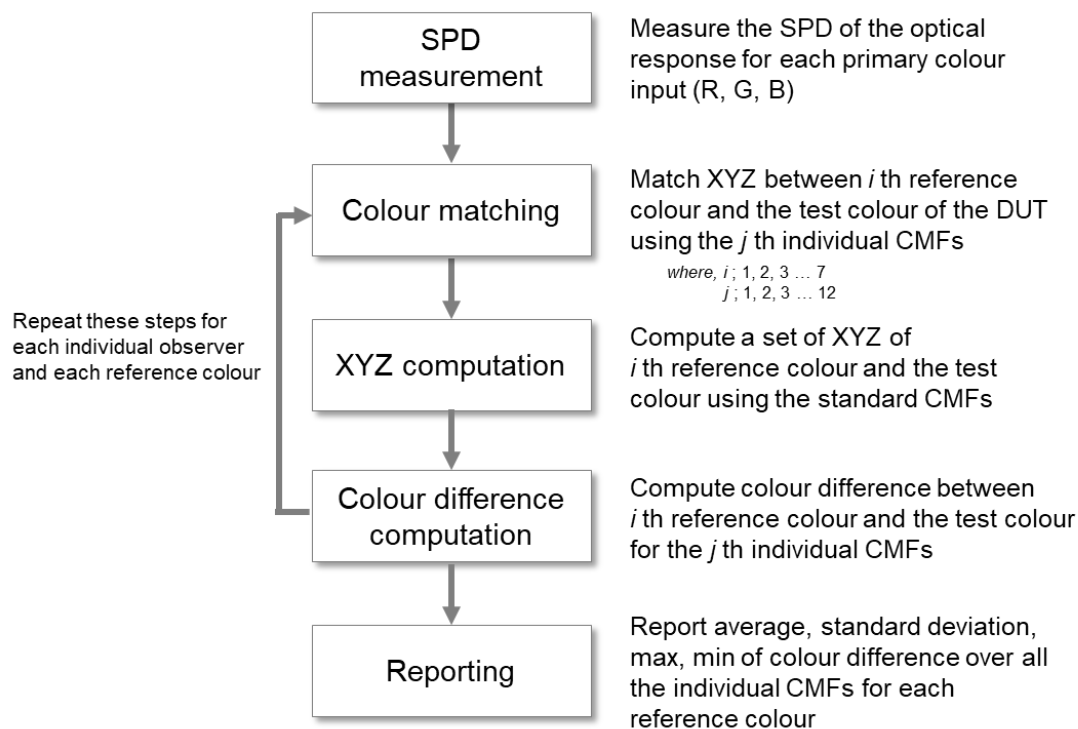 SPD
measurement
Measure the SPD of the optical
response for each primary colour
input (R, G, B)
Colour matching
Match XYZ between i th reference
colour and the test colour of the DUT
using the j th individual CMFs
where, i ; 1, 2, 3 … 7
j ; 1, 2, 3 … 12
Repeat these steps for
each individual observer
and each reference colour
XYZ computation
Compute a set of XYZ of
i th reference colour and the test
colour using the standard CMFs
Colour difference
computation
Compute colour difference between
i th reference colour and the test colour
for the j th individual CMFs
Reporting
Report average, standard deviation,
max, min of colour difference over all
the individual CMFs for each
reference colour